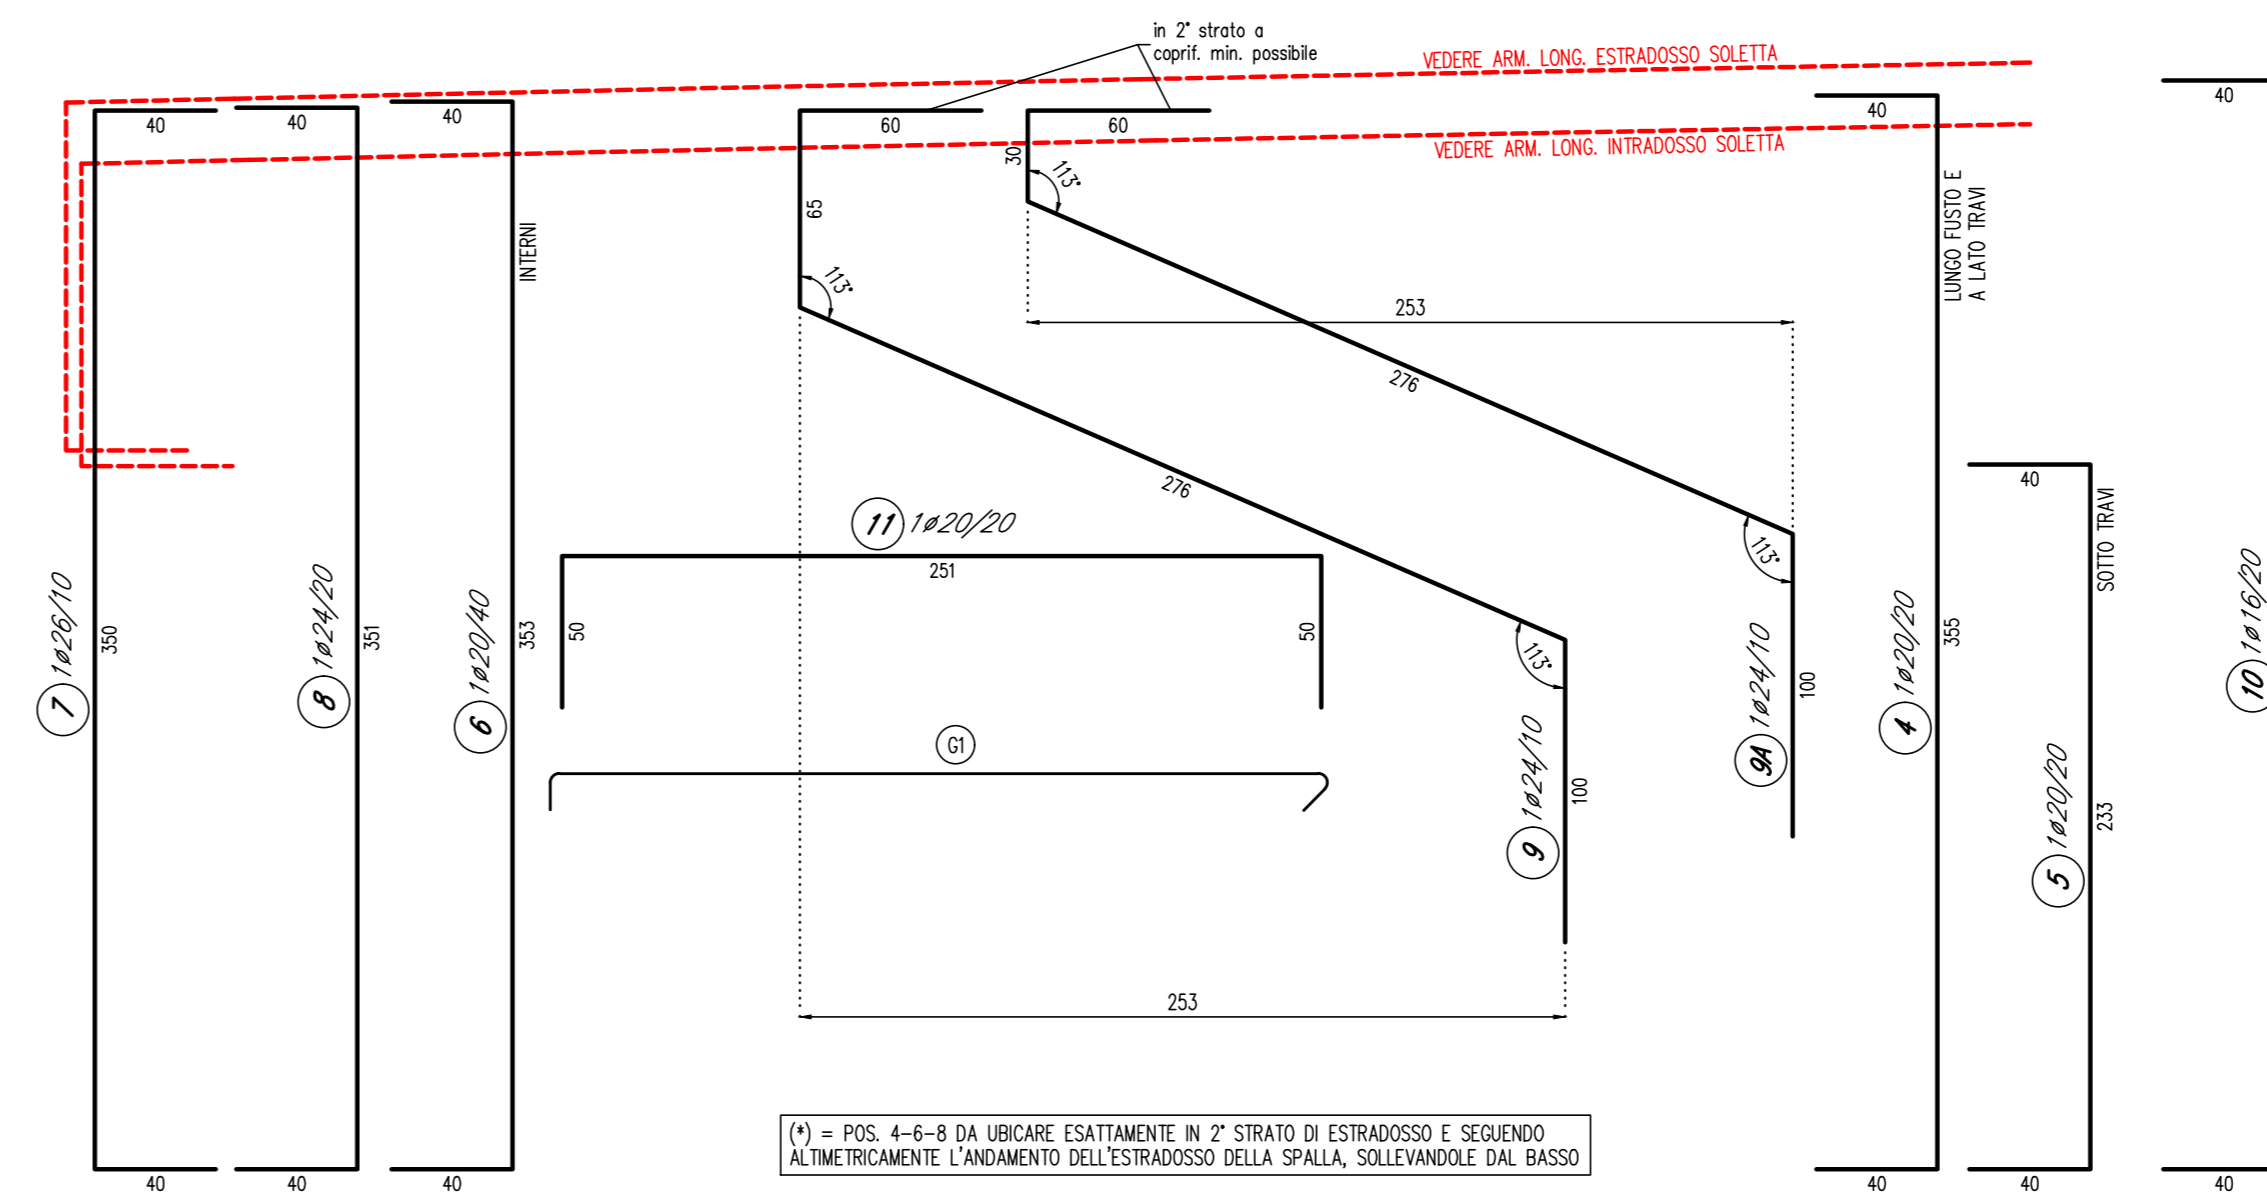 in 2° strato a
coprif. min. possibile
VEDERE ARM. LONG. ESTRADOSSO SOLETTA
VEDERE ARM. LONG. INTRADOSSO SOLETTA
40
40
40
60
60
40
40
30
113°
65
113°
INTERNI
LUNGO FUSTO E
A LATO TRAVI
253
276
276
40
SOTTO TRAVI
11 1ø20/20
251
50
50
113°
113°
7 1ø26/10
350
8 1ø24/20
351
6 1ø20/40
353
G1
9 1ø24/10
100
9A 1ø24/10
100
4 1ø20/20
355
5 1ø20/20
233
10 1ø16/20
253
(*) = POS. 4-6-8 DA UBICARE ESATTAMENTE IN 2° STRATO DI ESTRADOSSO E SEGUENDO
ALTIMETRICAMENTE L'ANDAMENTO DELL'ESTRADOSSO DELLA SPALLA, SOLLEVANDOLE DAL BASSO
40
40
40
40
40
40